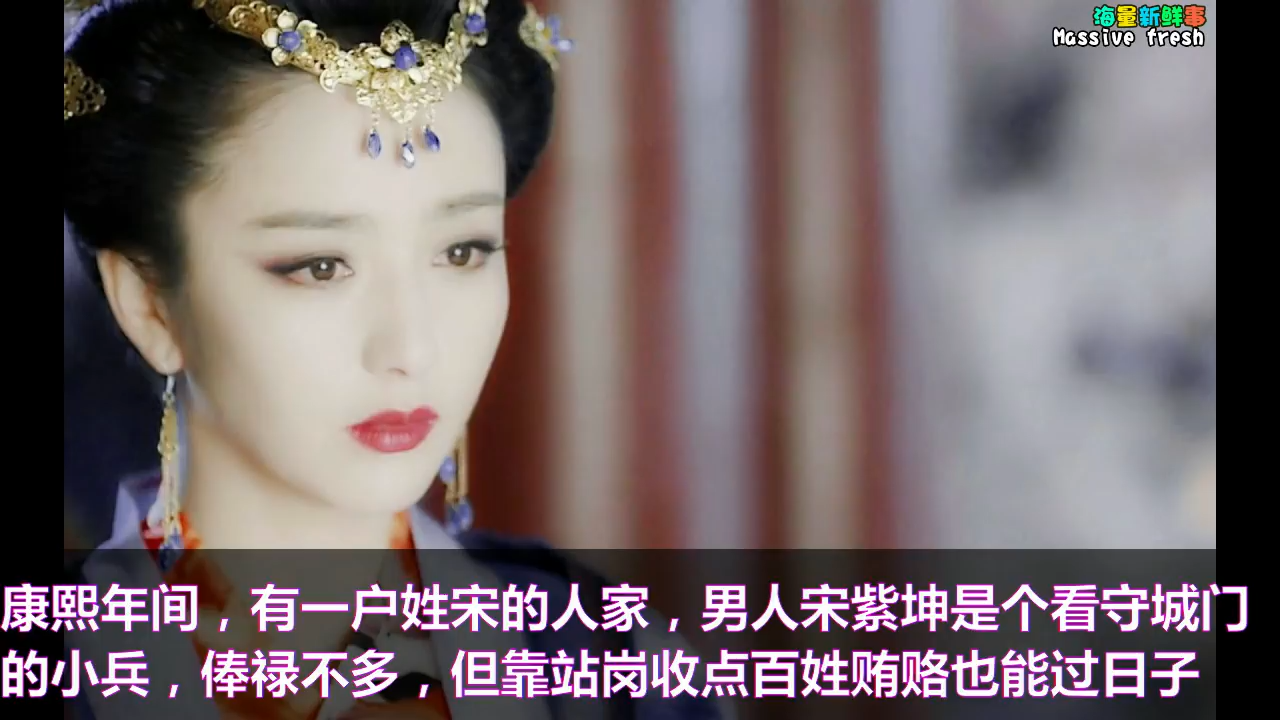 海量新鲜事
Massive fresh
康熙年间，有一户姓宋的人家，男人宋紫坤是个看守城门
的小兵，俸禄不多，但靠站岗收点百姓贿赂也能过日子